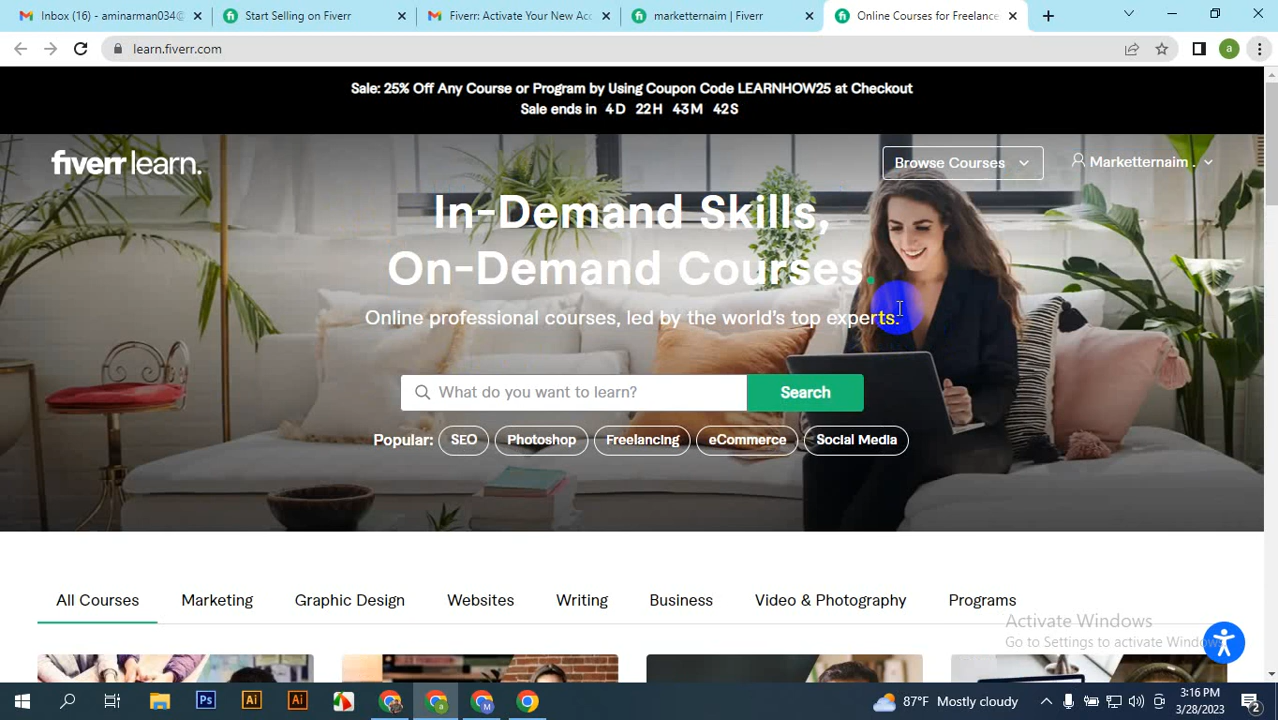 Inbox (16) - aminarman034@
Start Selling on Fiverr
Fiverr: Activate Your New Acc
marketternaim | Fiverr
Online Courses for Freelance
learn.fiverr.com
a
Sale: 25% Off Any Course or Program by Using Coupon Code LEARNHOW25 at Checkout
Sale ends in 4D 22H 43M 42S
fiverr learn.
Browse Courses
Marketternaim .
In-Demand Skills,
On-Demand Courses.
Online professional courses, led by the world's top experts.
What do you want to learn?
Search
Popular: SEO Photoshop Freelancing eCommerce Social Media
All Courses Marketing Graphic Design Websites Writing Business Video & Photography Programs
Activate Windows
Go to Settings to activate Windows
Ps
Ai
Ai
a
M
87°F Mostly cloudy
3:16 PM
3/28/2023
2